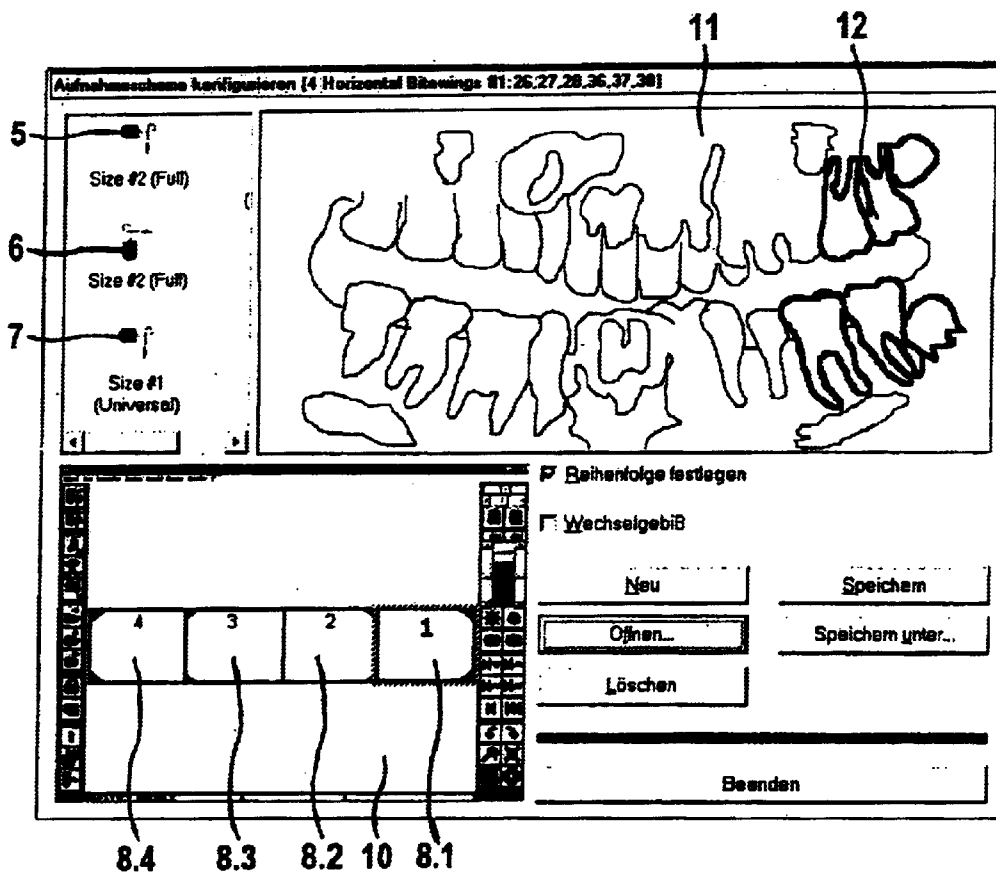 11 12
Aufnahmeschema konfigurieren [4 Horizontal Bitewings #1:26,27,28,36,37,38]
5
Size #2 (Full)
6
Size #2 (Full)
7
Size #1
(Universal)
Reihenfolge festlegen
Wechselgebiß
Neu Speichern
Öffnen... Speichern unter...
Löschen
Beenden
4 3 2 1
8.4 8.3 8.2 10 8.1